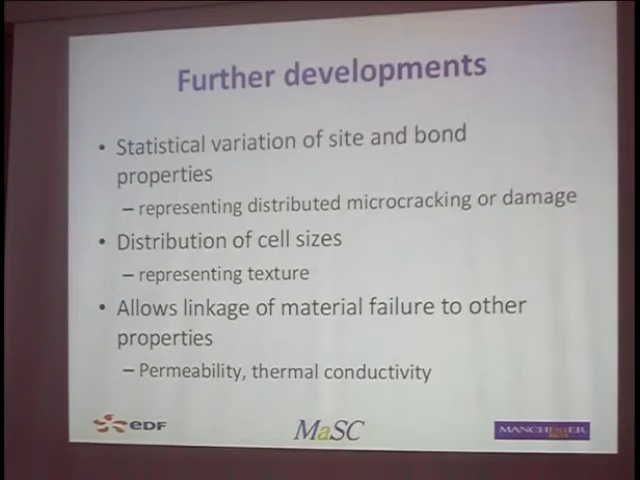 Further developments
• Statistical variation of site and bond
properties
– representing distributed microcracking or damage
• Distribution of cell sizes
– representing texture
• Allows linkage of material failure to other
properties
– Permeability, thermal conductivity
eDF
MaSC
MANCHESTER